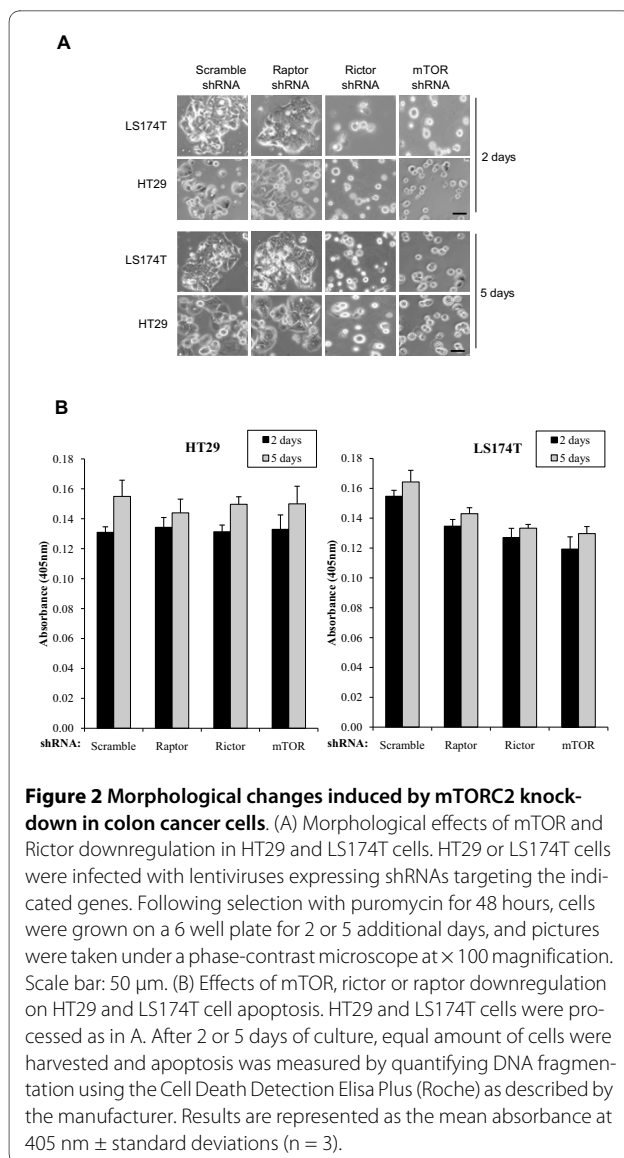 A
Scramble shRNA
Raptor shRNA
Rictor shRNA
mTOR shRNA
LS174T
HT29
2 days
LS174T
HT29
5 days
B
HT29
2 days
5 days
0.18
0.16
0.14
0.12
0.10
0.08
0.06
0.04
0.02
0.00
Absorbance (405nm)
shRNA:
Scramble
Raptor
Rictor
mTOR
LS174T
2 days
5 days
0.18
0.16
0.14
0.12
0.10
0.08
0.06
0.04
0.02
0.00
Absorbance (405nm)
Scramble
Raptor
Rictor
mTOR
Figure 2 Morphological changes induced by mTORC2 knock-
down in colon cancer cells. (A) Morphological effects of mTOR and
Rictor downregulation in HT29 and LS174T cells. HT29 or LS174T cells
were infected with lentiviruses expressing shRNAs targeting the indi-
cated genes. Following selection with puromycin for 48 hours, cells
were grown on a 6 well plate for 2 or 5 additional days, and pictures
were taken under a phase-contrast microscope at × 100 magnification.
Scale bar: 50 μm. (B) Effects of mTOR, rictor or raptor downregulation
on HT29 and LS174T cell apoptosis. HT29 and LS174T cells were pro-
cessed as in A. After 2 or 5 days of culture, equal amount of cells were
harvested and apoptosis was measured by quantifying DNA fragmen-
tation using the Cell Death Detection Elisa Plus (Roche) as described by
the manufacturer. Results are represented as the mean absorbance at
405 nm ± standard deviations (n = 3).